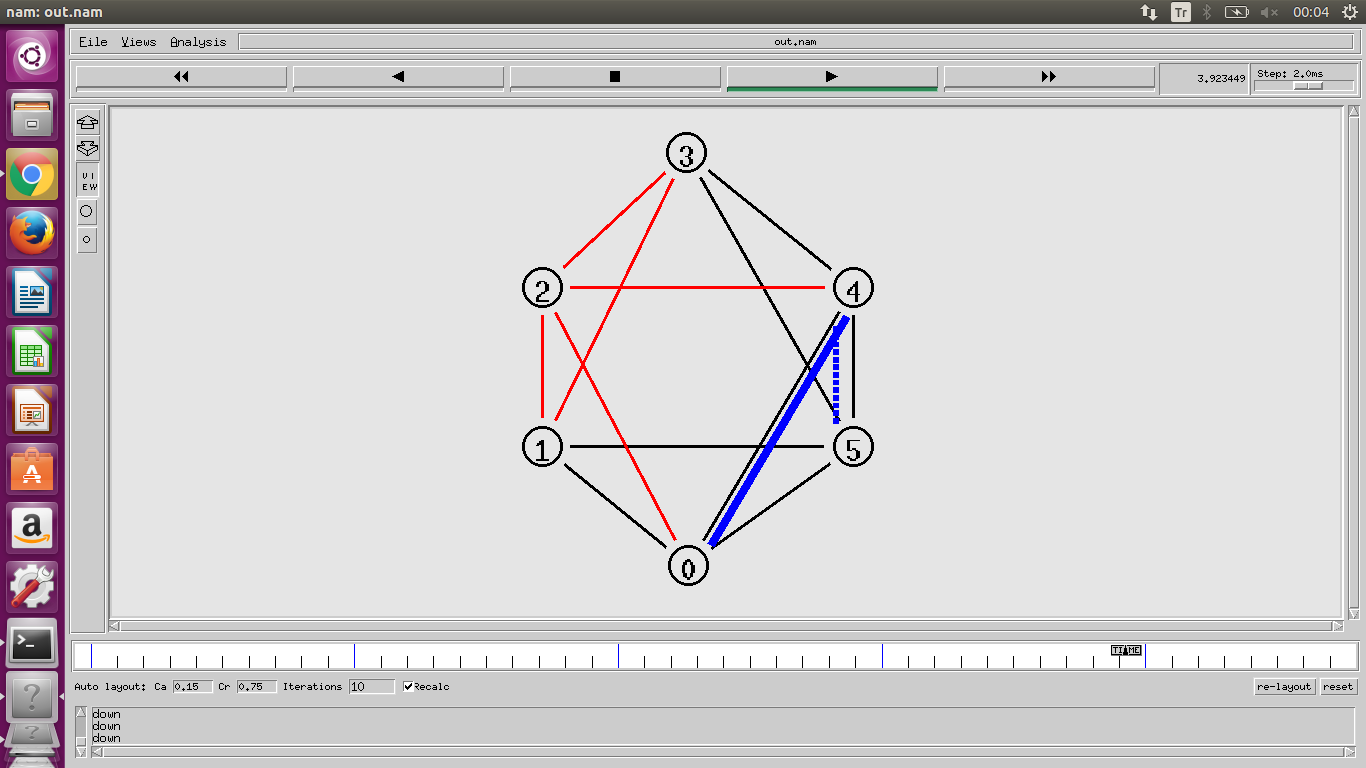 nam: out.nam
Tr
00:04
File Views Analysis
out.nam
3.923449
Step: 2.0ms
VIEW
3
2
4
1
5
0
TIME
Auto layout: Ca 0.15 Cr 0.75 Iterations 10 Recalc
re-layout reset
down
down
down